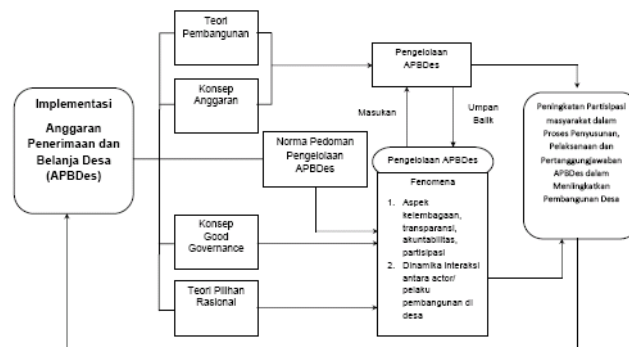 Implementasi
Anggaran
Penerimaan dan
Belanja Desa
(APBDes)
Teori
Pembangunan
Konsep
Anggaran
Norma Pedoman
Pengelolaan
APBDes
Konsep
Good
Governance
Teori Pilihan
Rasional
Pengelolaan
APBDes
Masukan
Umpan
Balik
Pengelolaan APBDes
Fenomena
1. Aspek
kelembagaan,
transparansi,
akuntabilitas,
partisipasi
2. Dinamika Interaksi
antara actor/
pelaku
pembangunan di
desa
Peningkatan Partisipasi
masyarakat dalam
Proses Penyusunan,
Pelaksanaan dan
Pertanggungjawaban
APBDes dalam
Meningkatkan
Pembangunan Desa